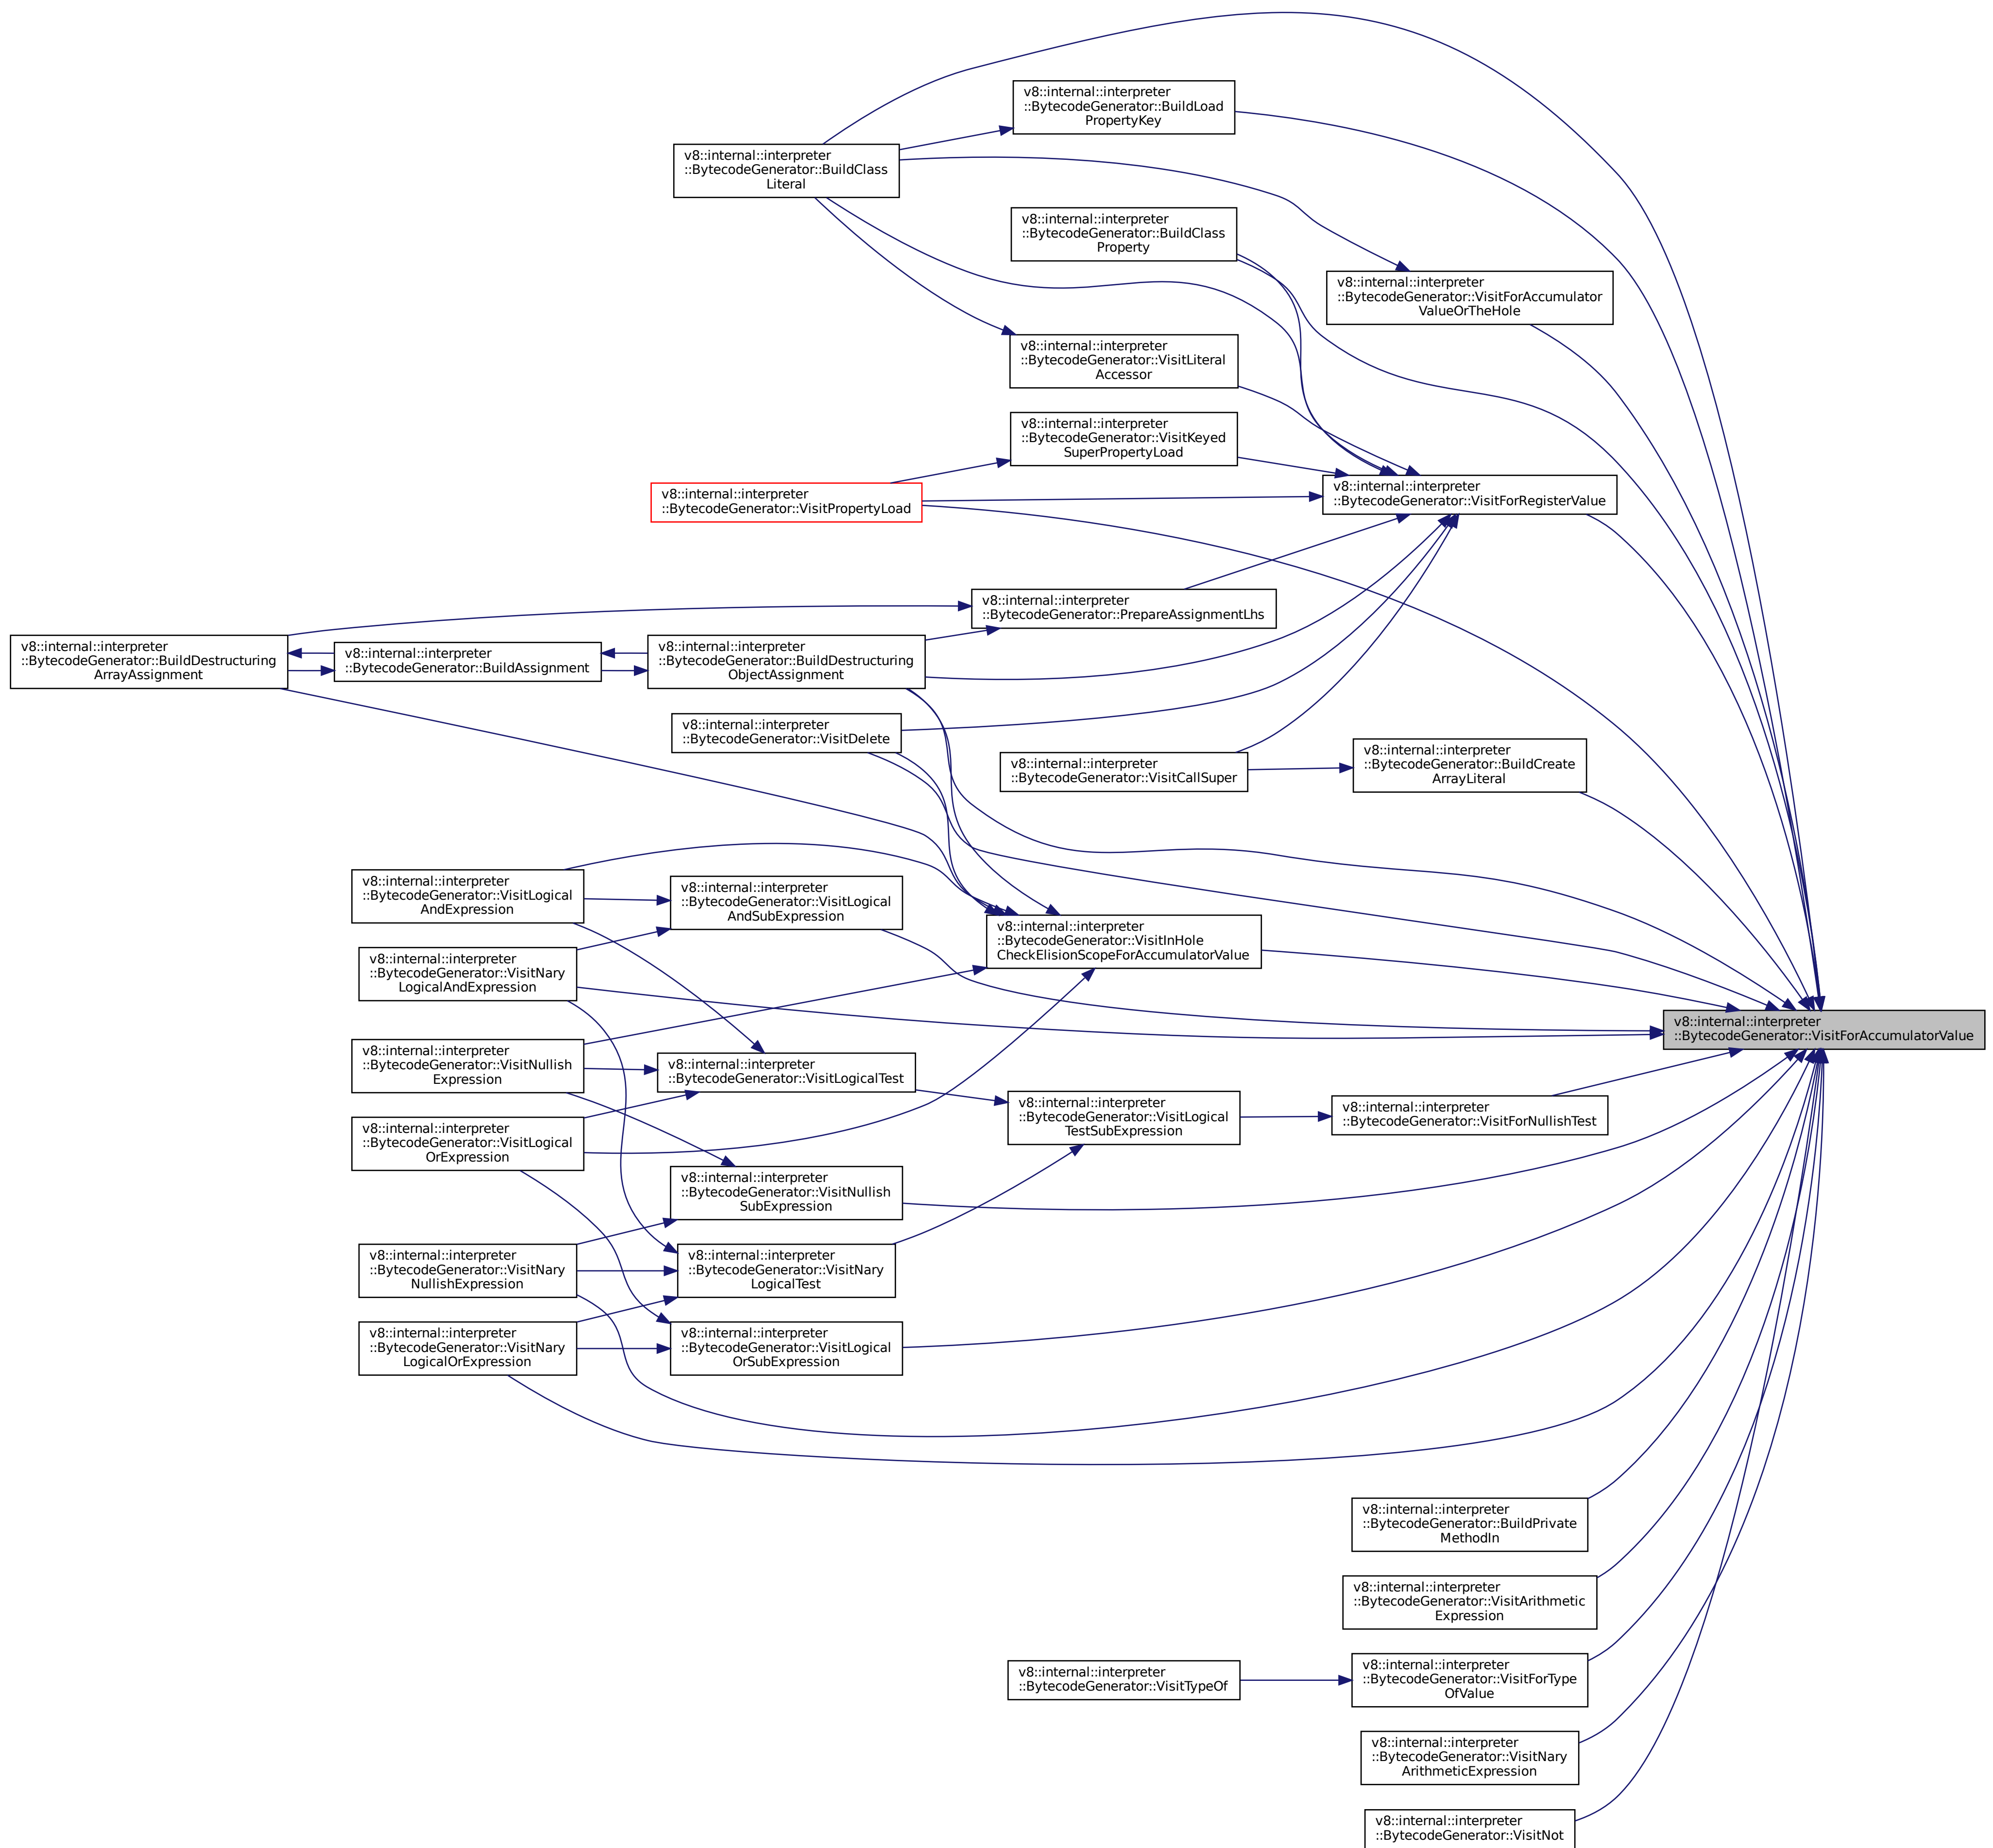 v8::internal::interpreter
::BytecodeGenerator::BuildLoad
PropertyKey
v8::internal::interpreter
::BytecodeGenerator::BuildClass
Literal
v8::internal::interpreter
::BytecodeGenerator::BuildClass
Property
v8::internal::interpreter
::BytecodeGenerator::VisitForAccumulator
ValueOrTheHole
v8::internal::interpreter
::BytecodeGenerator::VisitLiteral
Accessor
v8::internal::interpreter
::BytecodeGenerator::VisitKeyed
SuperPropertyLoad
v8::internal::interpreter
::BytecodeGenerator::VisitForRegisterValue
v8::internal::interpreter
::BytecodeGenerator::VisitPropertyLoad
v8::internal::interpreter
::BytecodeGenerator::PrepareAssignmentLhs
v8::internal::interpreter
::BytecodeGenerator::BuildDestructuring
ArrayAssignment
v8::internal::interpreter
::BytecodeGenerator::BuildAssignment
v8::internal::interpreter
::BytecodeGenerator::BuildDestructuring
ObjectAssignment
v8::internal::interpreter
::BytecodeGenerator::VisitDelete
v8::internal::interpreter
::BytecodeGenerator::VisitCallSuper
v8::internal::interpreter
::BytecodeGenerator::BuildCreate
ArrayLiteral
v8::internal::interpreter
::BytecodeGenerator::VisitLogical
AndExpression
v8::internal::interpreter
::BytecodeGenerator::VisitLogical
AndSubExpression
v8::internal::interpreter
::BytecodeGenerator::VisitInHole
CheckElisionScopeForAccumulatorValue
v8::internal::interpreter
::BytecodeGenerator::VisitNary
LogicalAndExpression
v8::internal::interpreter
::BytecodeGenerator::VisitForAccumulatorValue
v8::internal::interpreter
::BytecodeGenerator::VisitNullish
Expression
v8::internal::interpreter
::BytecodeGenerator::VisitLogicalTest
v8::internal::interpreter
::BytecodeGenerator::VisitLogical
TestSubExpression
v8::internal::interpreter
::BytecodeGenerator::VisitForNullishTest
v8::internal::interpreter
::BytecodeGenerator::VisitLogical
OrExpression
v8::internal::interpreter
::BytecodeGenerator::VisitNullish
SubExpression
v8::internal::interpreter
::BytecodeGenerator::VisitNary
NullishExpression
v8::internal::interpreter
::BytecodeGenerator::VisitNary
LogicalTest
v8::internal::interpreter
::BytecodeGenerator::VisitNary
LogicalOrExpression
v8::internal::interpreter
::BytecodeGenerator::VisitLogical
OrSubExpression
v8::internal::interpreter
::BytecodeGenerator::BuildPrivate
MethodIn
v8::internal::interpreter
::BytecodeGenerator::VisitArithmetic
Expression
v8::internal::interpreter
::BytecodeGenerator::VisitTypeOf
v8::internal::interpreter
::BytecodeGenerator::VisitForType
OfValue
v8::internal::interpreter
::BytecodeGenerator::VisitNary
ArithmeticExpression
v8::internal::interpreter
::BytecodeGenerator::VisitNot